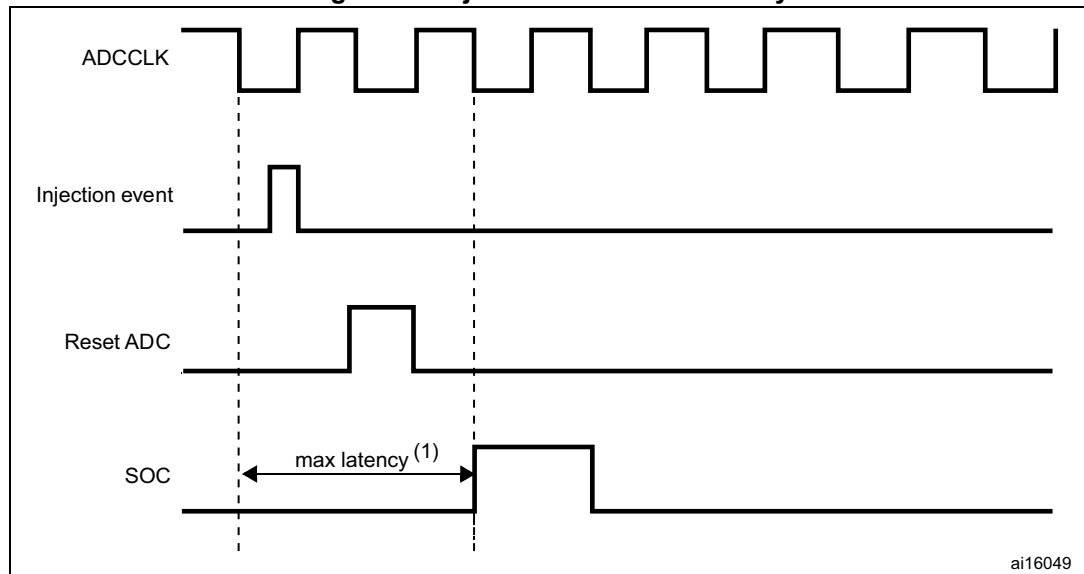 ADCCLK
Injection event
Reset ADC
max latency (1)
SOC
ai16049